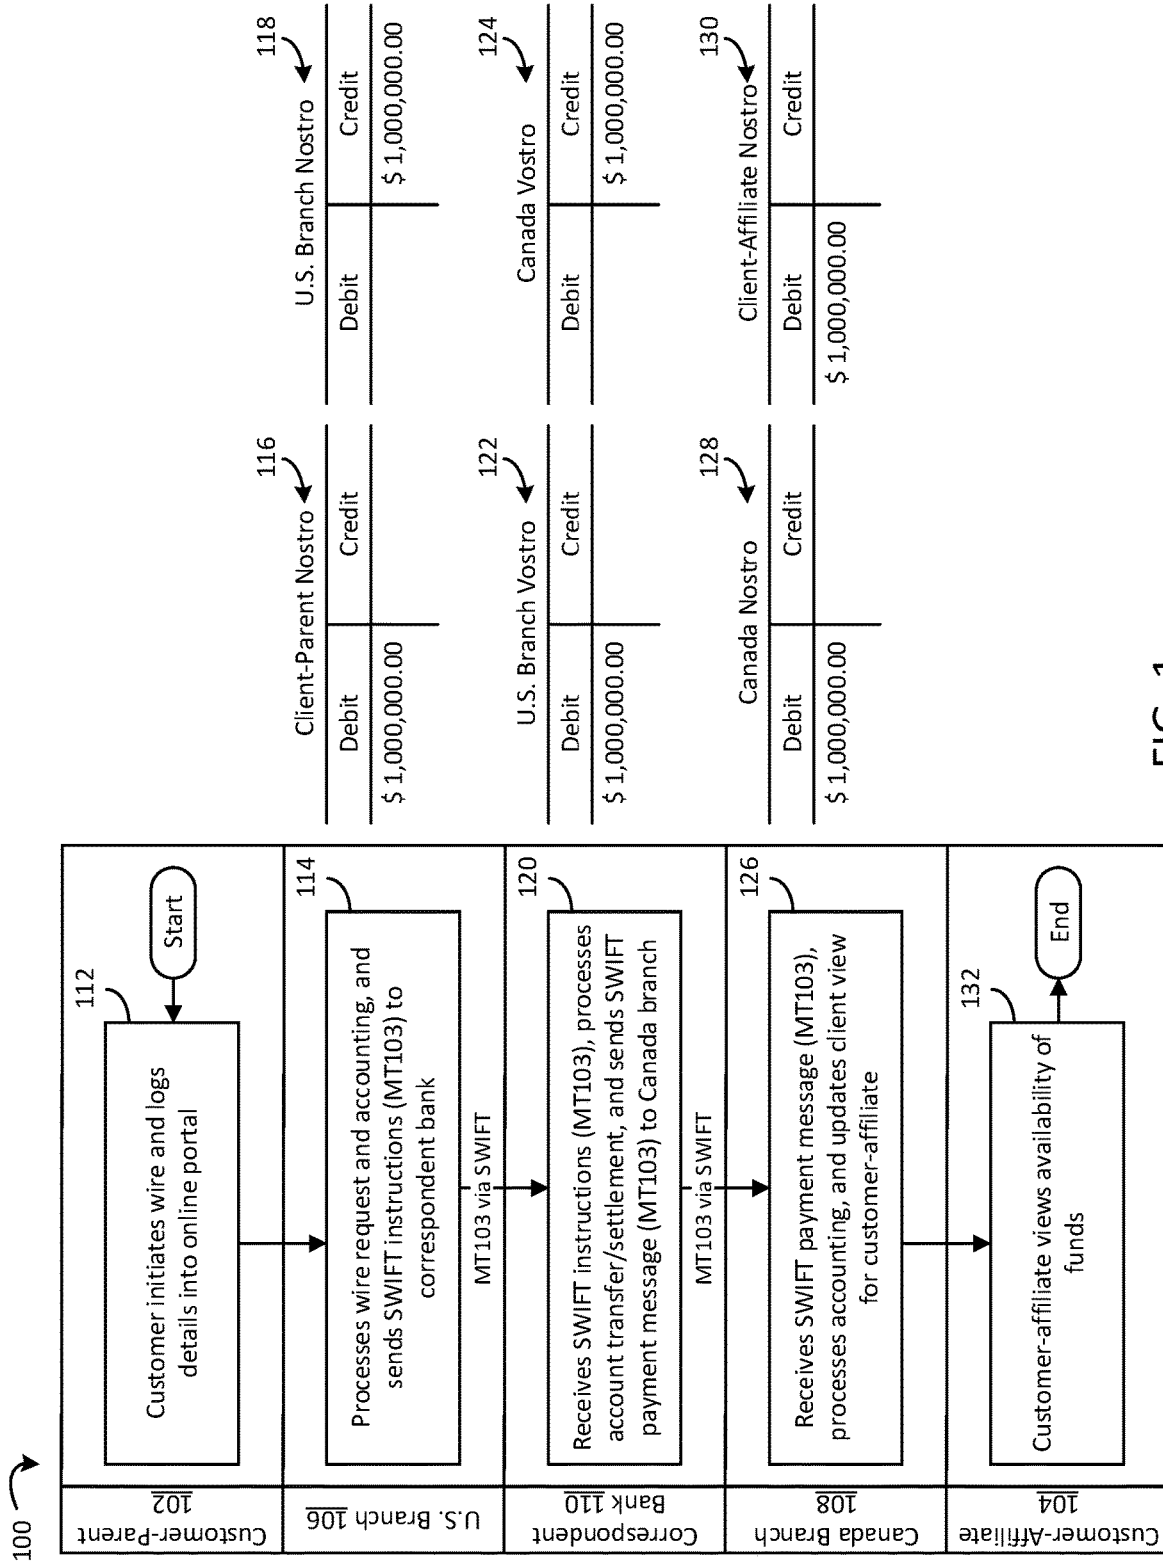 100
Customer-Parent
102
Start
112
Customer initiates wire and logs
details into online portal
U.S. Branch 106
114
Processes wire request and accounting, and
sends SWIFT instructions (MT103) to
correspondent bank
MT103 via SWIFT
Correspondent
Bank 110
120
Receives SWIFT instructions (MT103), processes
account transfer/settlement, and sends SWIFT
payment message (MT103) to Canada branch
MT103 via SWIFT
Canada Branch
108
126
Receives SWIFT payment message (MT103),
processes accounting, and updates client view
for customer-affiliate
Customer-Affiliate
104
132
Customer-affiliate views availability of
funds
End
116
Client-Parent Nostro
Debit Credit
$ 1,000,000.00
118
U.S. Branch Nostro
Debit Credit
$ 1,000,000.00
122
U.S. Branch Vostro
Debit Credit
$ 1,000,000.00
124
Canada Vostro
Debit Credit
$ 1,000,000.00
128
Canada Nostro
Debit Credit
$ 1,000,000.00
130
Client-Affiliate Nostro
Debit Credit
$ 1,000,000.00
FIG. 1